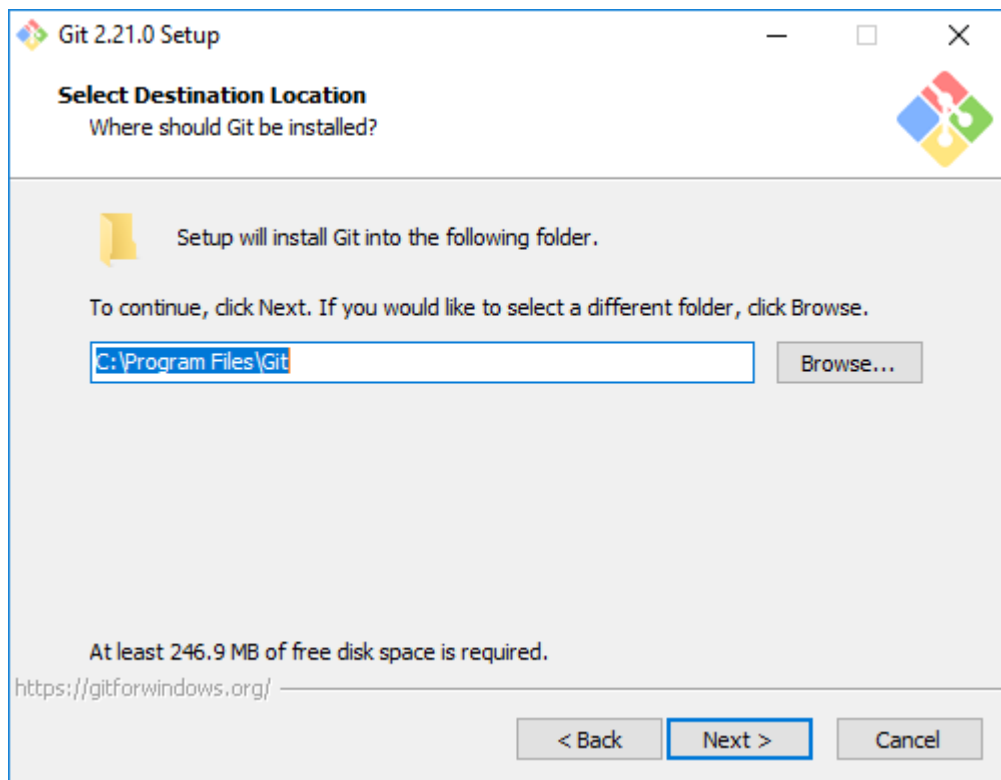 Git 2.21.0 Setup
Select Destination Location
Where should Git be installed?
Setup will install Git into the following folder.
To continue, click Next. If you would like to select a different folder, click Browse.
C:\Program Files\Git
Browse...
At least 246.9 MB of free disk space is required.
https://gitforwindows.org/
< Back
Next >
Cancel